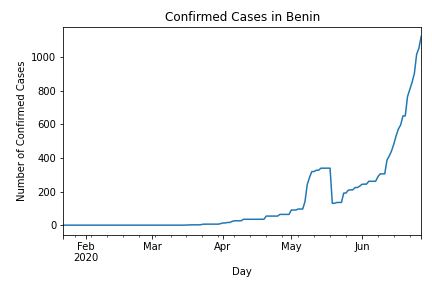 Confirmed Cases in Benin
Number of Confirmed Cases
1000
800
600
400
200
0
Feb
2020
Mar
Apr
May
Jun
Day